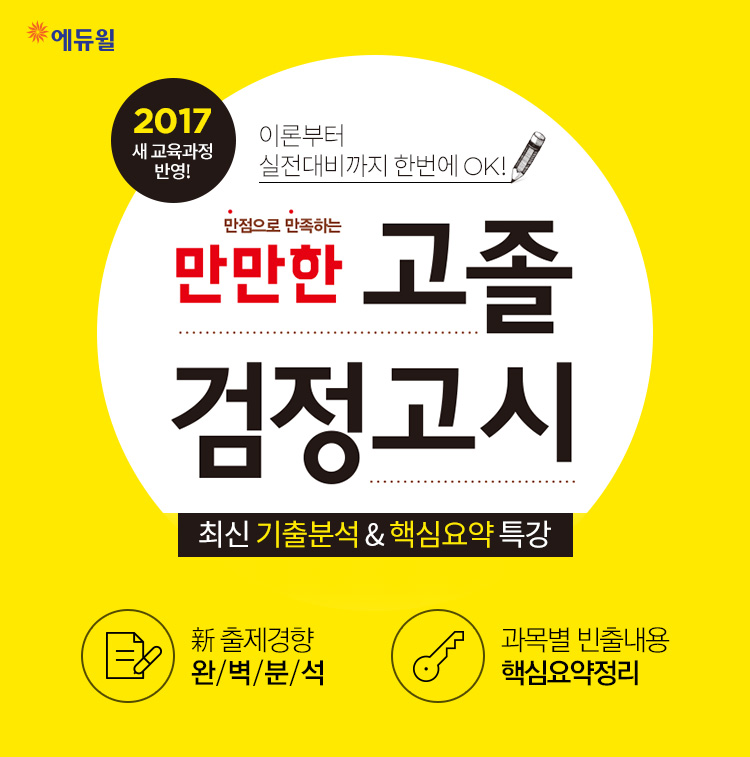 에듀윌
2017
새 교육과정
반영!
이론부터
실전대비까지 한번에 OK!
만점으로 만족하는
만만한 고졸
검정고시
최신 기출분석 & 핵심요약 특강
新 출제경향
완/벽/분/석
과목별 빈출내용
핵심요약정리